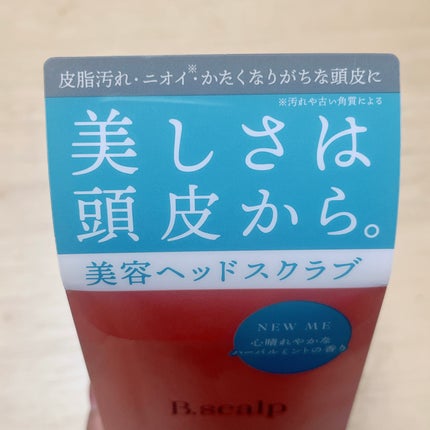 皮脂汚れ・ニオイ※・かたくなりがちな頭皮に
※汚れや古い角質による
美しさは
頭皮から。
美容ヘッドスクラブ
NEW ME
心晴れやかな
ハーバルミントの香り
B.scalp